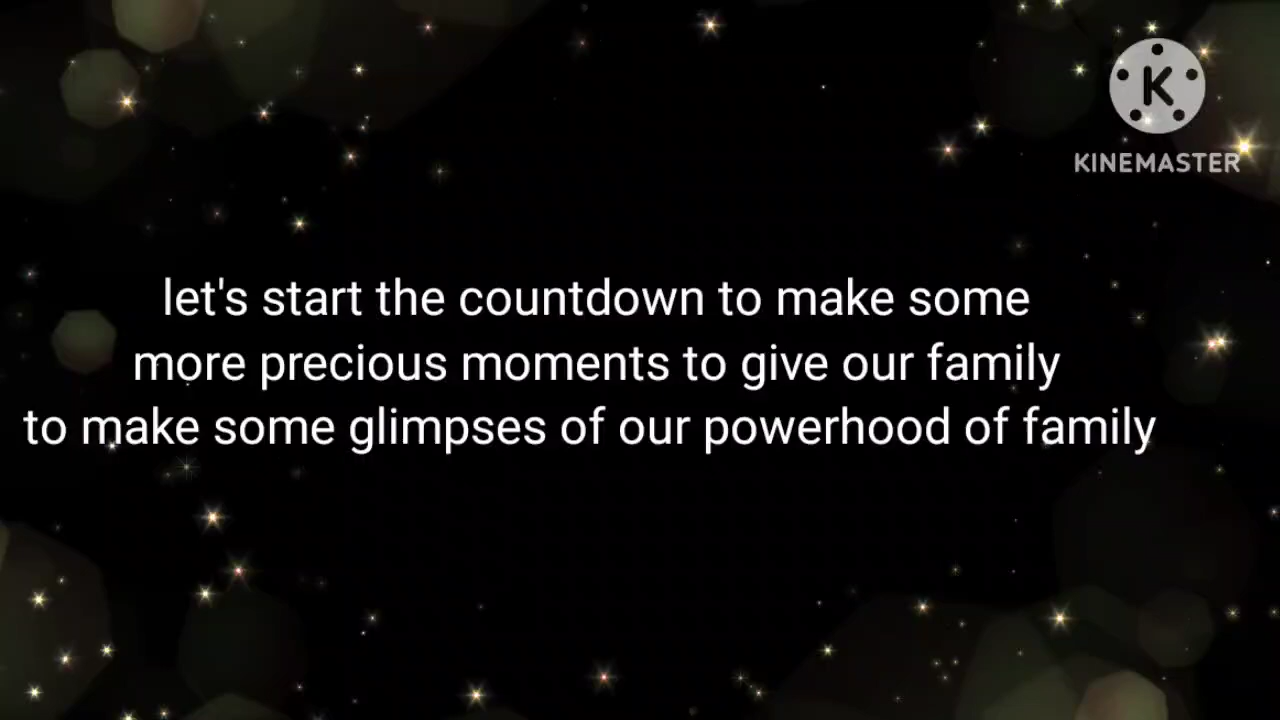 KINEMASTER
let's start the countdown to make some
more precious moments to give our family
to make some glimpses of our powerhood of family